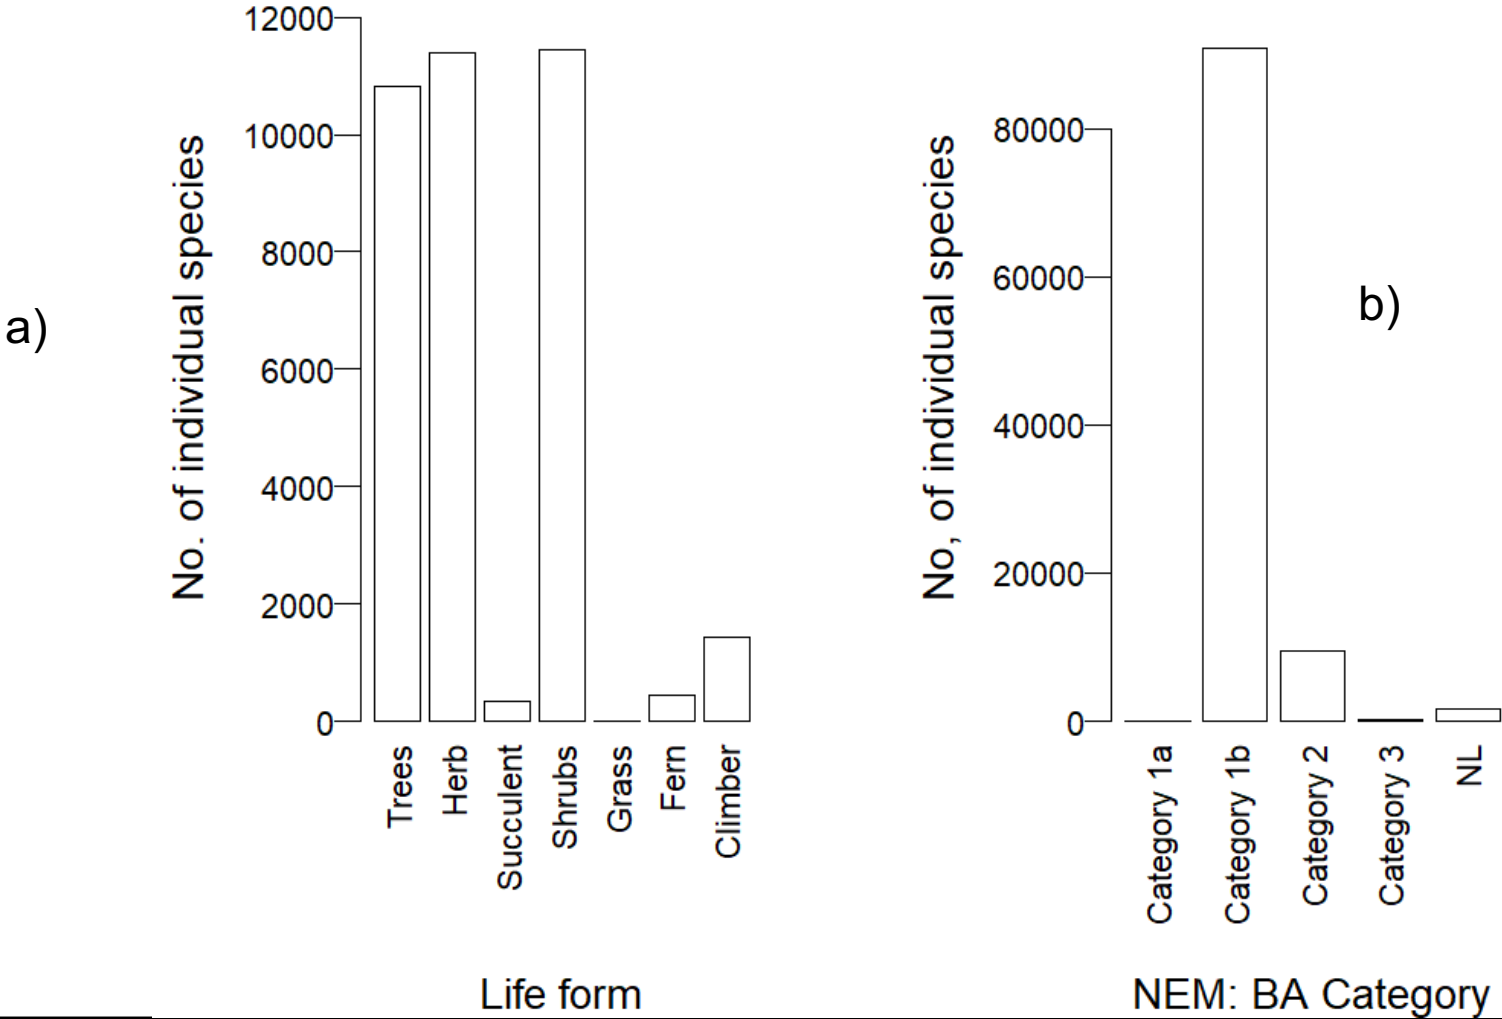 a)
No. of individual species
12000
10000
8000
6000
4000
2000
0
Trees
Herb
Succulent
Shrubs
Grass
Fern
Climber
Life form
b)
No, of individual species
80000
60000
40000
20000
0
Category 1a
Category 1b
Category 2
Category 3
NL
NEM: BA Category